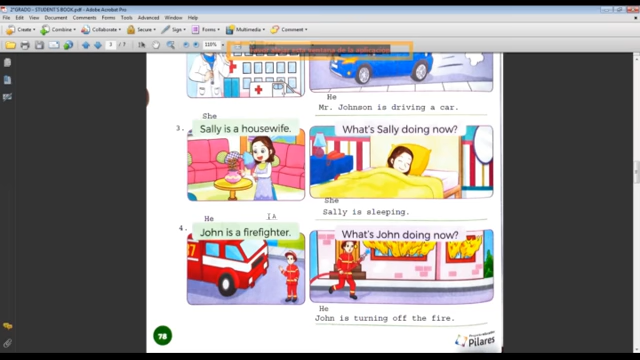 2°GRADO - STUDENT'S BOOK.pdf - Adobe Acrobat Pro
File Edit View Document Comments Forms Tools Advanced Window Help
Create Combine Collaborate Secure Sign Forms Multimedia Comment
He
Mr. Johnson is driving a car.
She
3. Sally is a housewife. What's Sally doing now?
She
Sally is sleeping.
He
4. John is a firefighter. What's John doing now?
He
John is turning off the fire.
78
Pilares